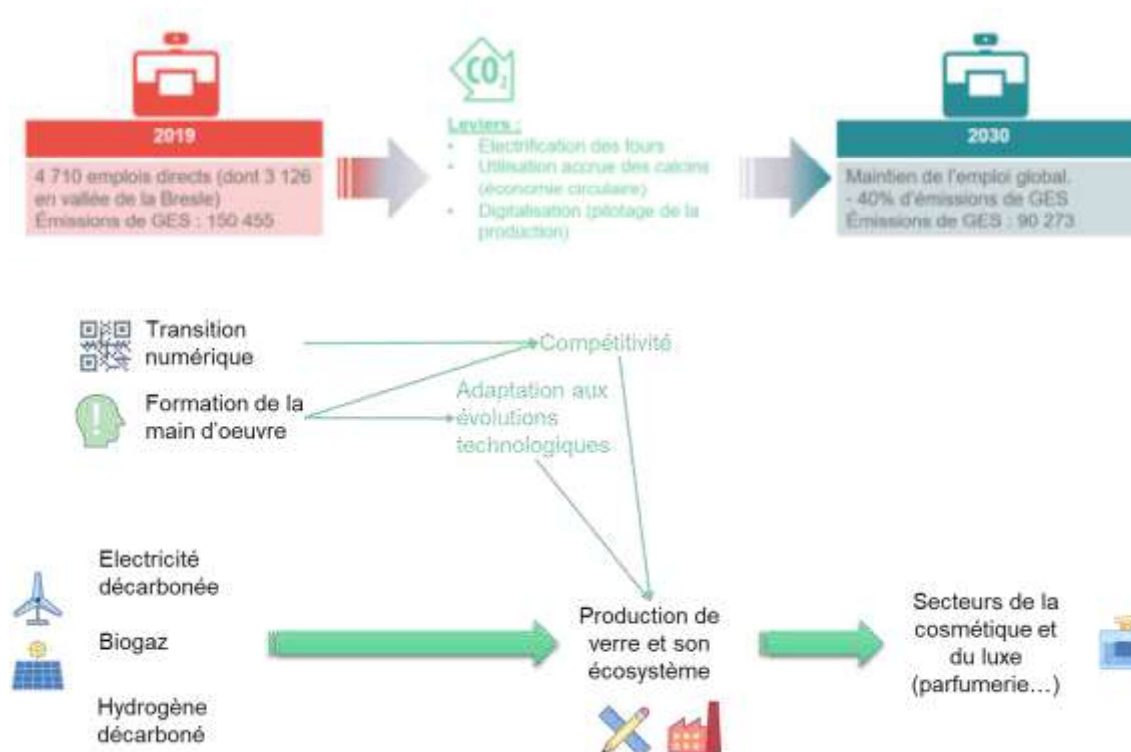 CO2
2019
4 710 emplois directs (dont 3 126
en vallée de la Bresle)
Émissions de GES : 150 455
Leviers :
• Electrification des fours
• Utilisation accrue des calcins
(économie circulaire)
• Digitalisation (pilotage de la
production)
2030
Maintien de l'emploi global.
- 40% d'émissions de GES
Émissions de GES : 90 273
Transition
numérique
Formation de la
main d'oeuvre
Compétitivité
Adaptation aux
évolutions
technologiques
Electricité
décarbonée
Biogaz
Hydrogène
décarboné
Production de
verre et son
écosystème
Secteurs de la
cosmétique et
du luxe
(parfumerie…)